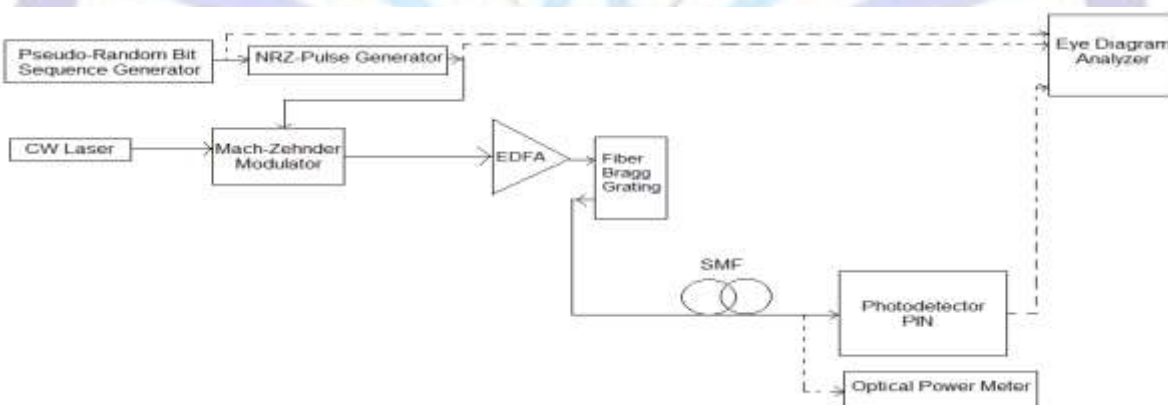 Pseudo-Random Bit
Sequence Generator
NRZ-Pulse Generator
Eye Diagram
Analyzer
CW Laser
Mach-Zehnder
Modulator
EDFA
Fiber
Bragg
Grating
SMF
Photodetector
PIN
Optical Power Meter